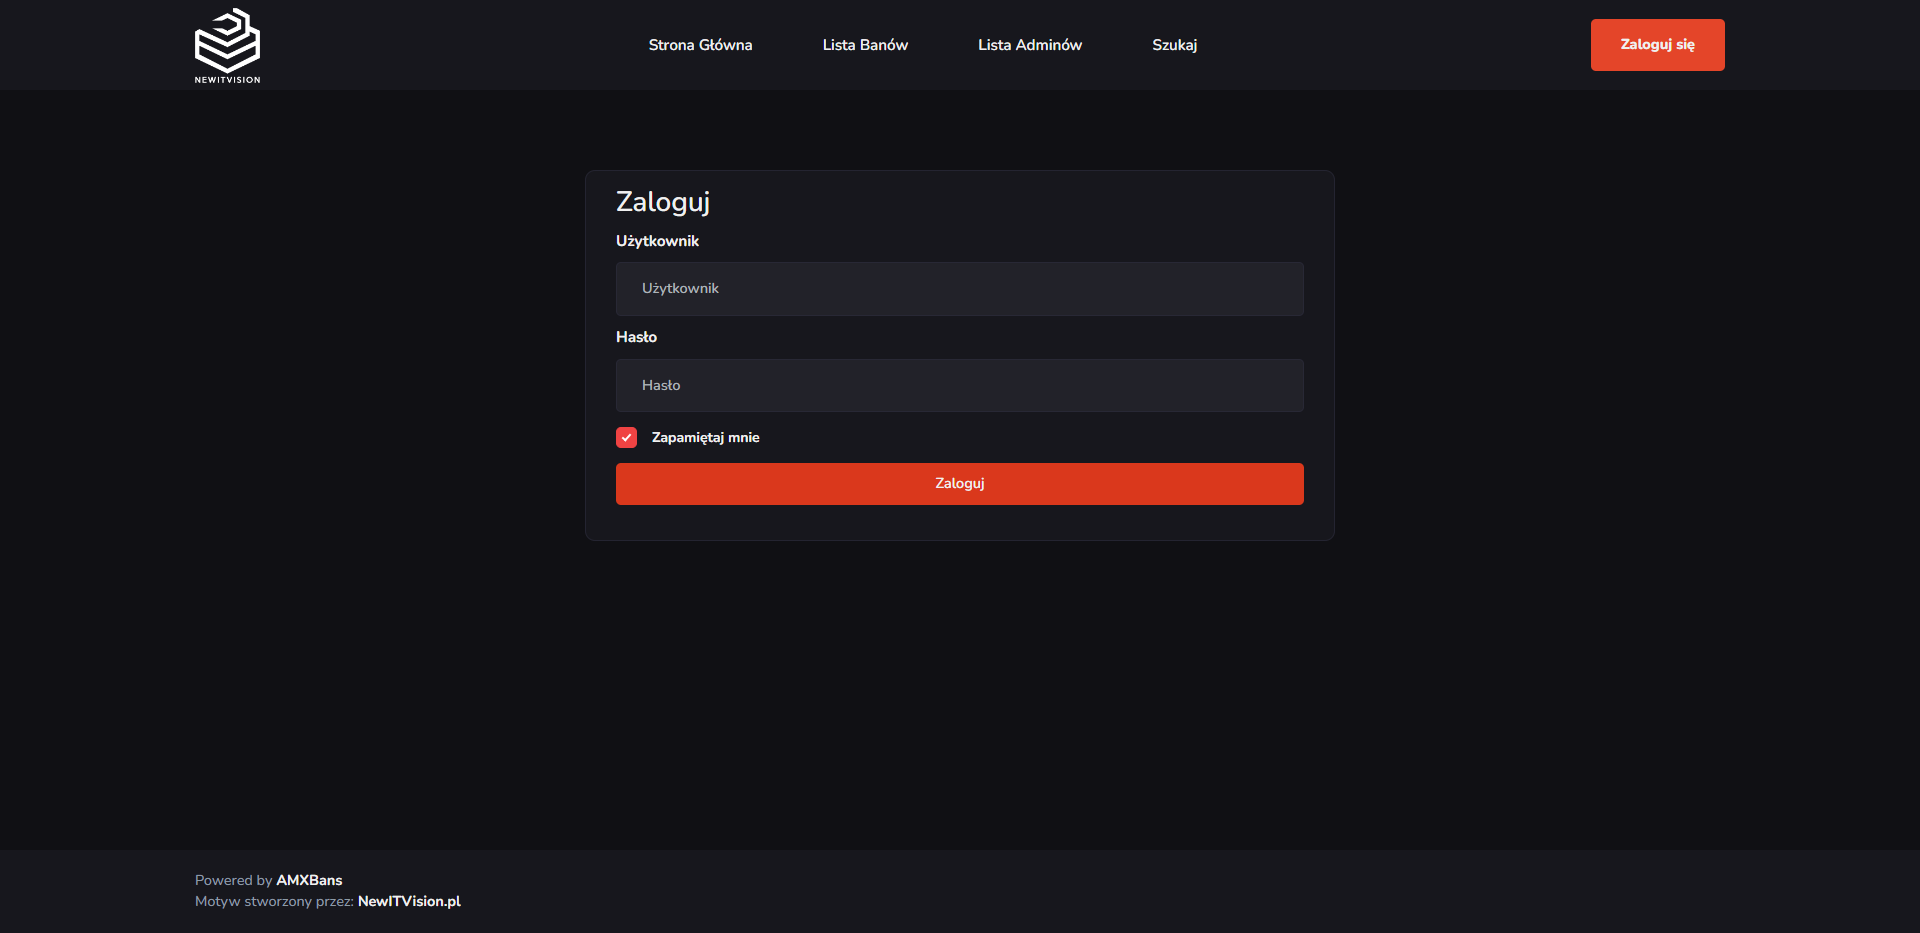 NEWITVISION
Strona Główna Lista Banów Lista Adminów Szukaj Zaloguj się
Zaloguj
Użytkownik
Użytkownik
Hasło
Hasło
Zapamiętaj mnie
Zaloguj
Powered by AMXBans
Motyw stworzony przez: NewITVision.pl